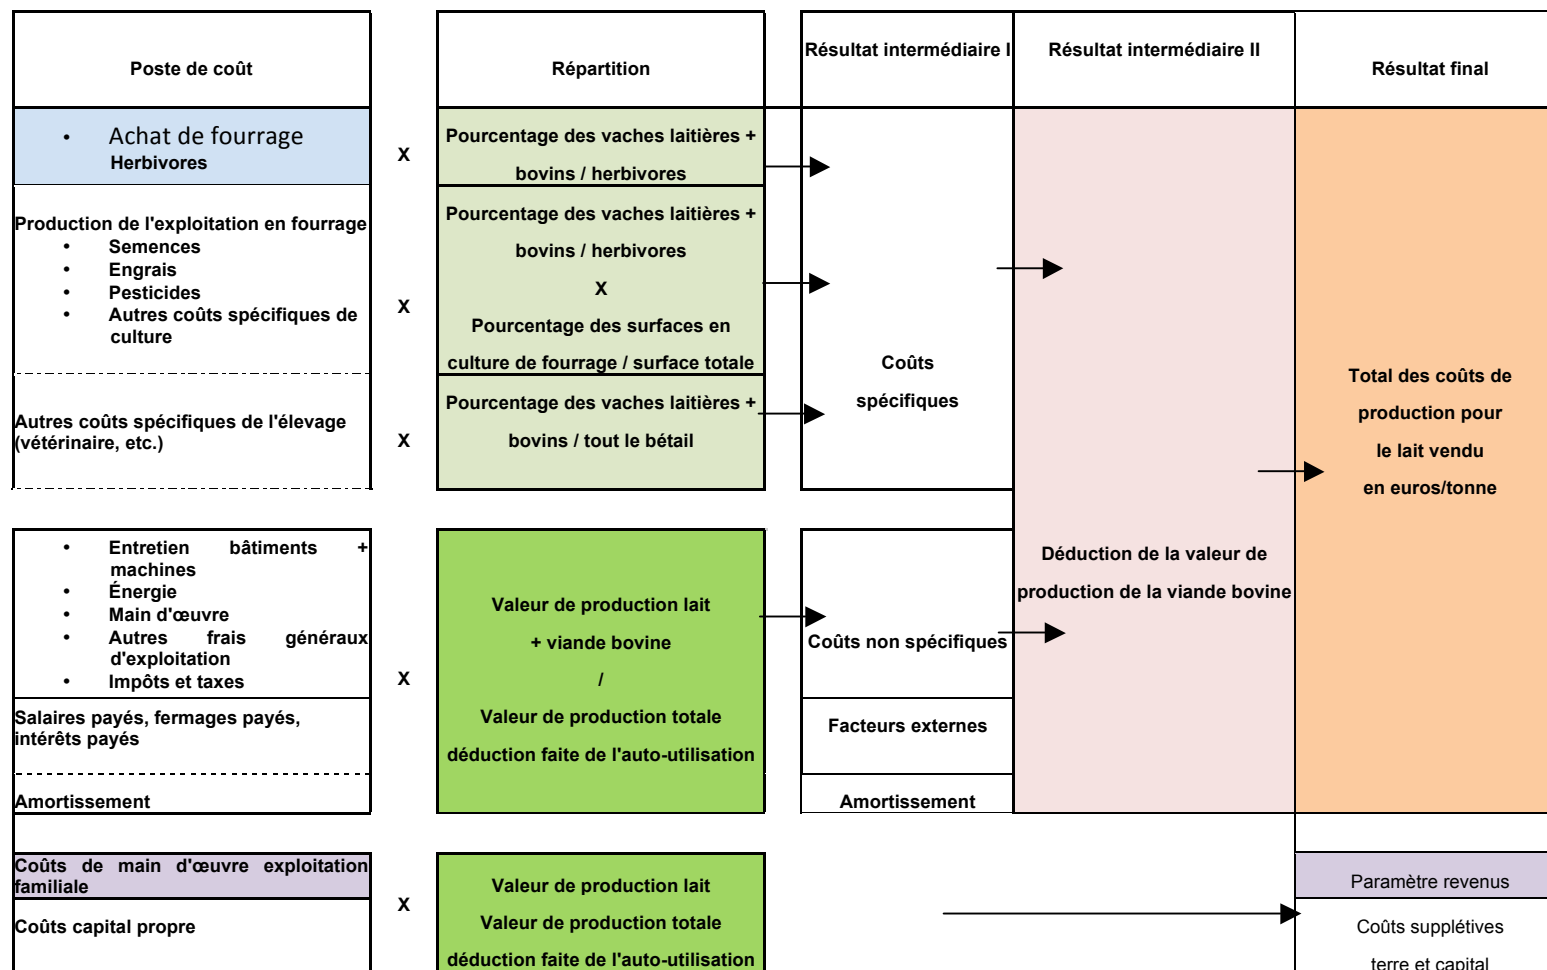 Poste de coût
Répartition
Résultat intermédiaire I
Résultat intermédiaire II
Résultat final
• Achat de fourrage
Herbivores
X
Pourcentage des vaches laitières +
bovins / herbivores
Production de l'exploitation en fourrage
• Semences
• Engrais
• Pesticides
• Autres coûts spécifiques de
culture
X
Pourcentage des vaches laitières +
bovins / herbivores
X
Pourcentage des surfaces en
culture de fourrage / surface totale
Autres coûts spécifiques de l'élevage
(vétérinaire, etc.)
X
Pourcentage des vaches laitières +
bovins / tout le bétail
Coûts
spécifiques
• Entretien bâtiments +
machines
• Énergie
• Main d'œuvre
• Autres frais généraux
d'exploitation
• Impôts et taxes
Salaires payés, fermages payés,
intérêts payés
Amortissement
X
Valeur de production lait
+ viande bovine
/
Valeur de production totale
déduction faite de l'auto-utilisation
Coûts non spécifiques
Facteurs externes
Amortissement
Déduction de la valeur de
production de la viande bovine
Total des coûts de
production pour
le lait vendu
en euros/tonne
Coûts de main d'œuvre exploitation
familiale
Coûts capital propre
X
Valeur de production lait
Valeur de production totale
déduction faite de l'auto-utilisation
Paramètre revenus
Coûts supplétives
terre et capital